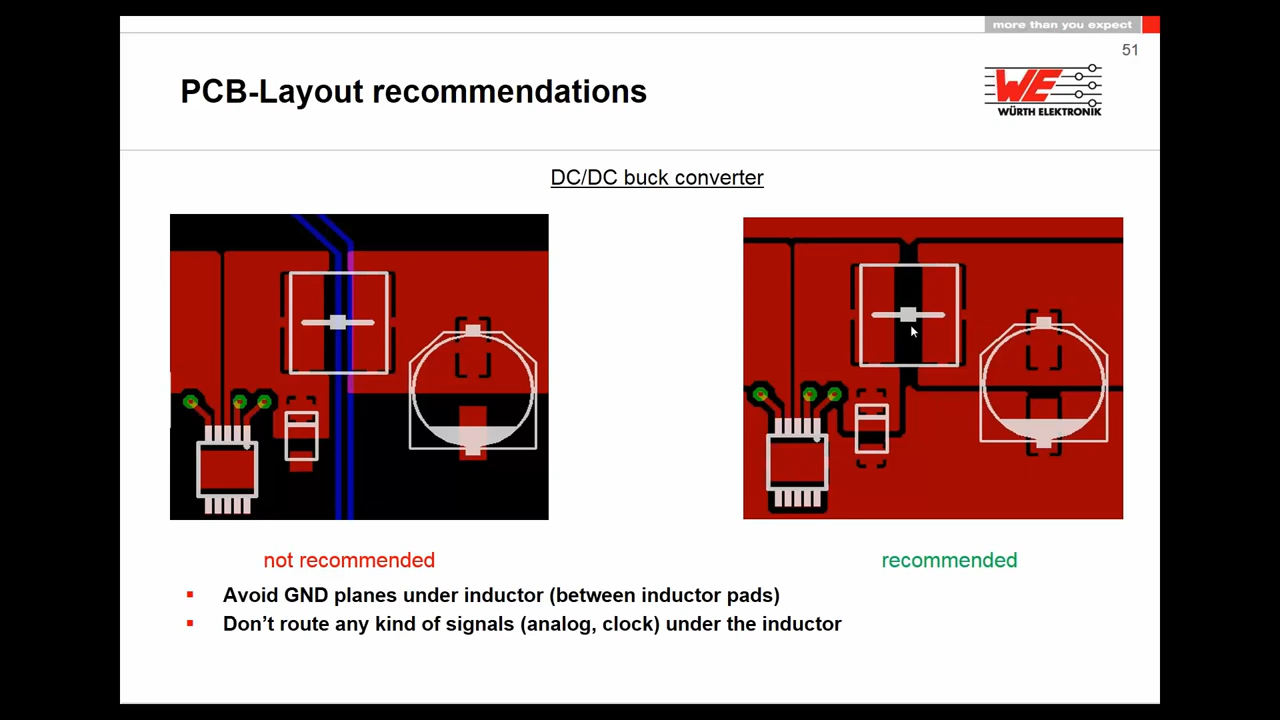 more than you expect
51
PCB-Layout recommendations
WE
WÜRTH ELEKTRONIK
DC/DC buck converter
not recommended
recommended
Avoid GND planes under inductor (between inductor pads)
Don't route any kind of signals (analog, clock) under the inductor